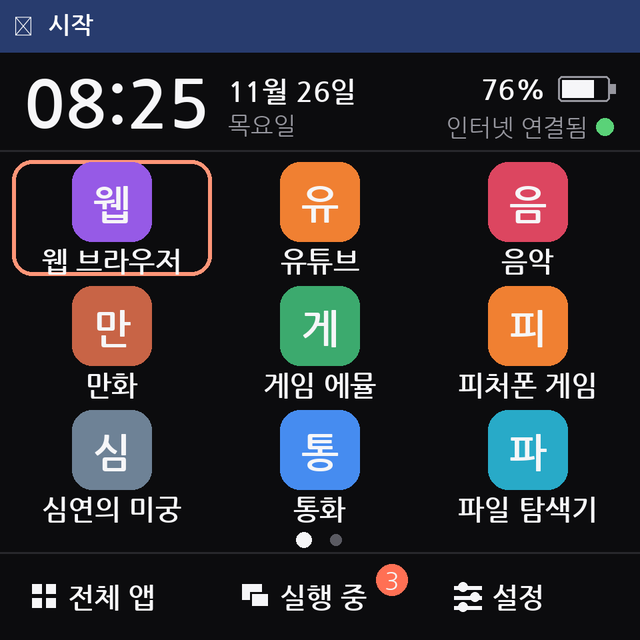 시작
08:25
11월 26일
목요일
76%
인터넷 연결됨
웹
유
음
웹 브라우저
유튜브
음악
만
게
피
만화
게임 에뮬
피처폰 게임
심
통
파
심연의 미궁
통화
파일 탐색기
전체 앱
실행 중
3
설정